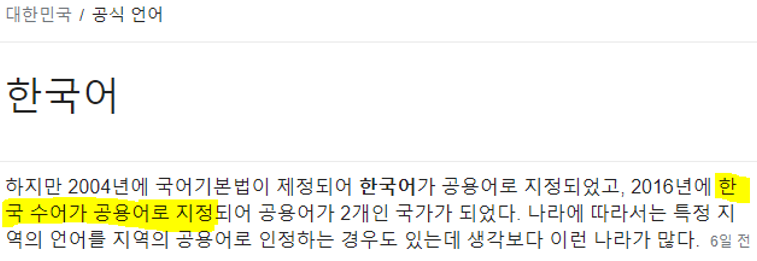 대한민국 / 공식 언어
한국어
하지만 2004년에 국어기본법이 제정되어 한국어가 공용어로 지정되었고, 2016년에 한
국 수어가 공용어로 지정되어 공용어가 2개인 국가가 되었다. 나라에 따라서는 특정 지
역의 언어를 지역의 공용어로 인정하는 경우도 있는데 생각보다 이런 나라가 많다. 6일 전